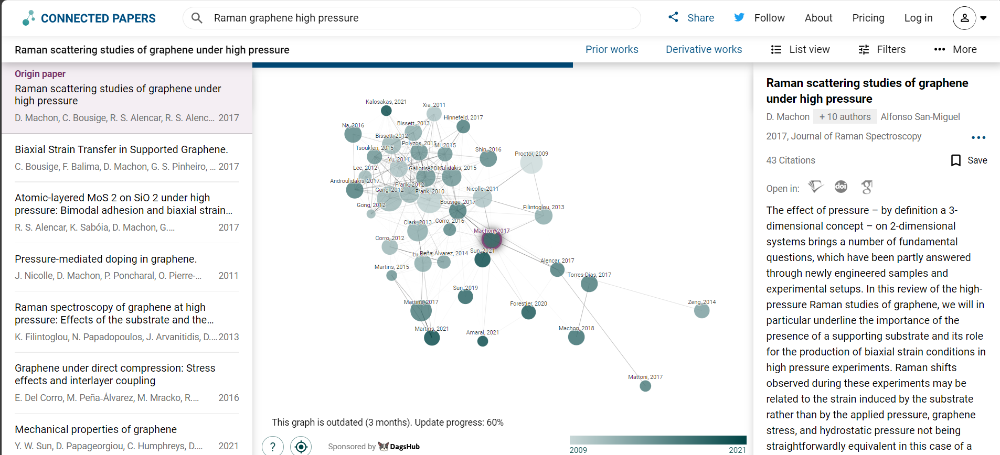 CONNECTED PAPERS
Raman graphene high pressure
Share
Follow
About
Pricing
Log in
Raman scattering studies of graphene under high pressure
Prior works
Derivative works
List view
Filters
More
Origin paper
Raman scattering studies of graphene under
high pressure
D. Machon, C. Bousige, R. S. Alencar, R. S. Alenc... 2017
Biaxial Strain Transfer in Supported Graphene.
C. Bousige, F. Balima, D. Machon, G. S. Pinheiro, ... 2017
Atomic-layered MoS 2 on SiO 2 under high
pressure: Bimodal adhesion and biaxial strain...
R. S. Alencar, K. Sabóia, D. Machon, G.... 2017
Pressure-mediated doping in graphene.
J. Nicolle, D. Machon, P. Poncharal, O. Pierre-... 2011
Raman spectroscopy of graphene at high
pressure: Effects of the substrate and the...
K. Filintoglou, N. Papadopoulos, J. Arvanitidis, D.... 2013
Graphene under direct compression: Stress
effects and interlayer coupling
E. Del Corro, M. Peña-Álvarez, M. Mracko, R.... 2016
Mechanical properties of graphene
Y. W. Sun, D. Papageorgiou, C. Humphreys, D.... 2021
Kalosakas, 2021
Xia, 2011
Hinnefeld, 2017
Na, 2016
Bissett, 2013
Bissett, 2012
Polyzos, 2015
Mi, 2015
Tsoukleri, 2015
Shin, 2016
Proctor, 2009
Yu, 2011
Lee, 2012
Galiotis, 2015
2015
Androulidakis, 2017
Frank, 2012
Gong, 2012
Frank, 2010
Nicolle, 2011
Bousige, 2017
Gong, 2012
Filintoglou, 2013
Clark, 2013
Corro, 2016
Machon, 2017
Corro, 2012
Peña-Álvarez, 2014
Sun, 2021
Martins, 2015
Alencar, 2017
Torres-Dias, 2017
Sun, 2019
Martins, 2017
Forestier, 2020
Zeng, 2014
Martins, 2021
Amaral, 2021
Machon, 2018
Mattoni, 2017
This graph is outdated (3 months). Update progress: 60%
?
Sponsored by DagsHub
2009
2021
Raman scattering studies of graphene
under high pressure
D. Machon + 10 authors Alfonso San-Miguel
2017, Journal of Raman Spectroscopy
43 Citations
Save
Open in:
doi
The effect of pressure – by definition a 3-
dimensional concept – on 2-dimensional
systems brings a number of fundamental
questions, which have been partly answered
through newly engineered samples and
experimental setups. In this review of the high-
pressure Raman studies of graphene, we will in
particular underline the importance of the
presence of a supporting substrate and its role
for the production of biaxial strain conditions in
high pressure experiments. Raman shifts
observed during these experiments may be
related to the strain induced by the substrate
rather than by the applied pressure, graphene
stress, and hydrostatic pressure not being
straightforwardly equivalent in this case of a